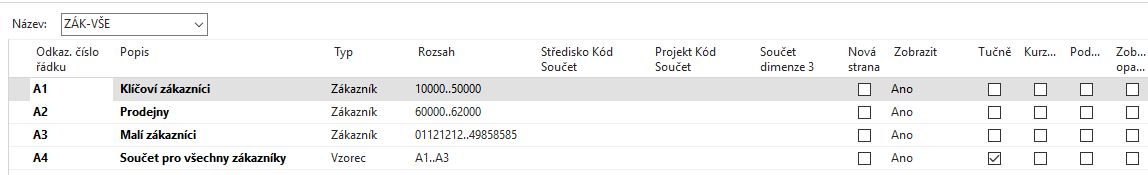 Název: ZÁK-VŠE
Odkaz. číslo řádku Popis Typ Rozsah Středisko Kód Součet Projekt Kód Součet Součet dimenze 3 Nová strana Zobrazit Tučně Kurz... Pod... Zob... opa...
A1 Klíčoví zákazníci Zákazník 10000..50000 Ano
A2 Prodejny Zákazník 60000..62000 Ano
A3 Malí zákazníci Zákazník 01121212..49858585 Ano
A4 Součet pro všechny zákazníky Vzorec A1..A3 Ano